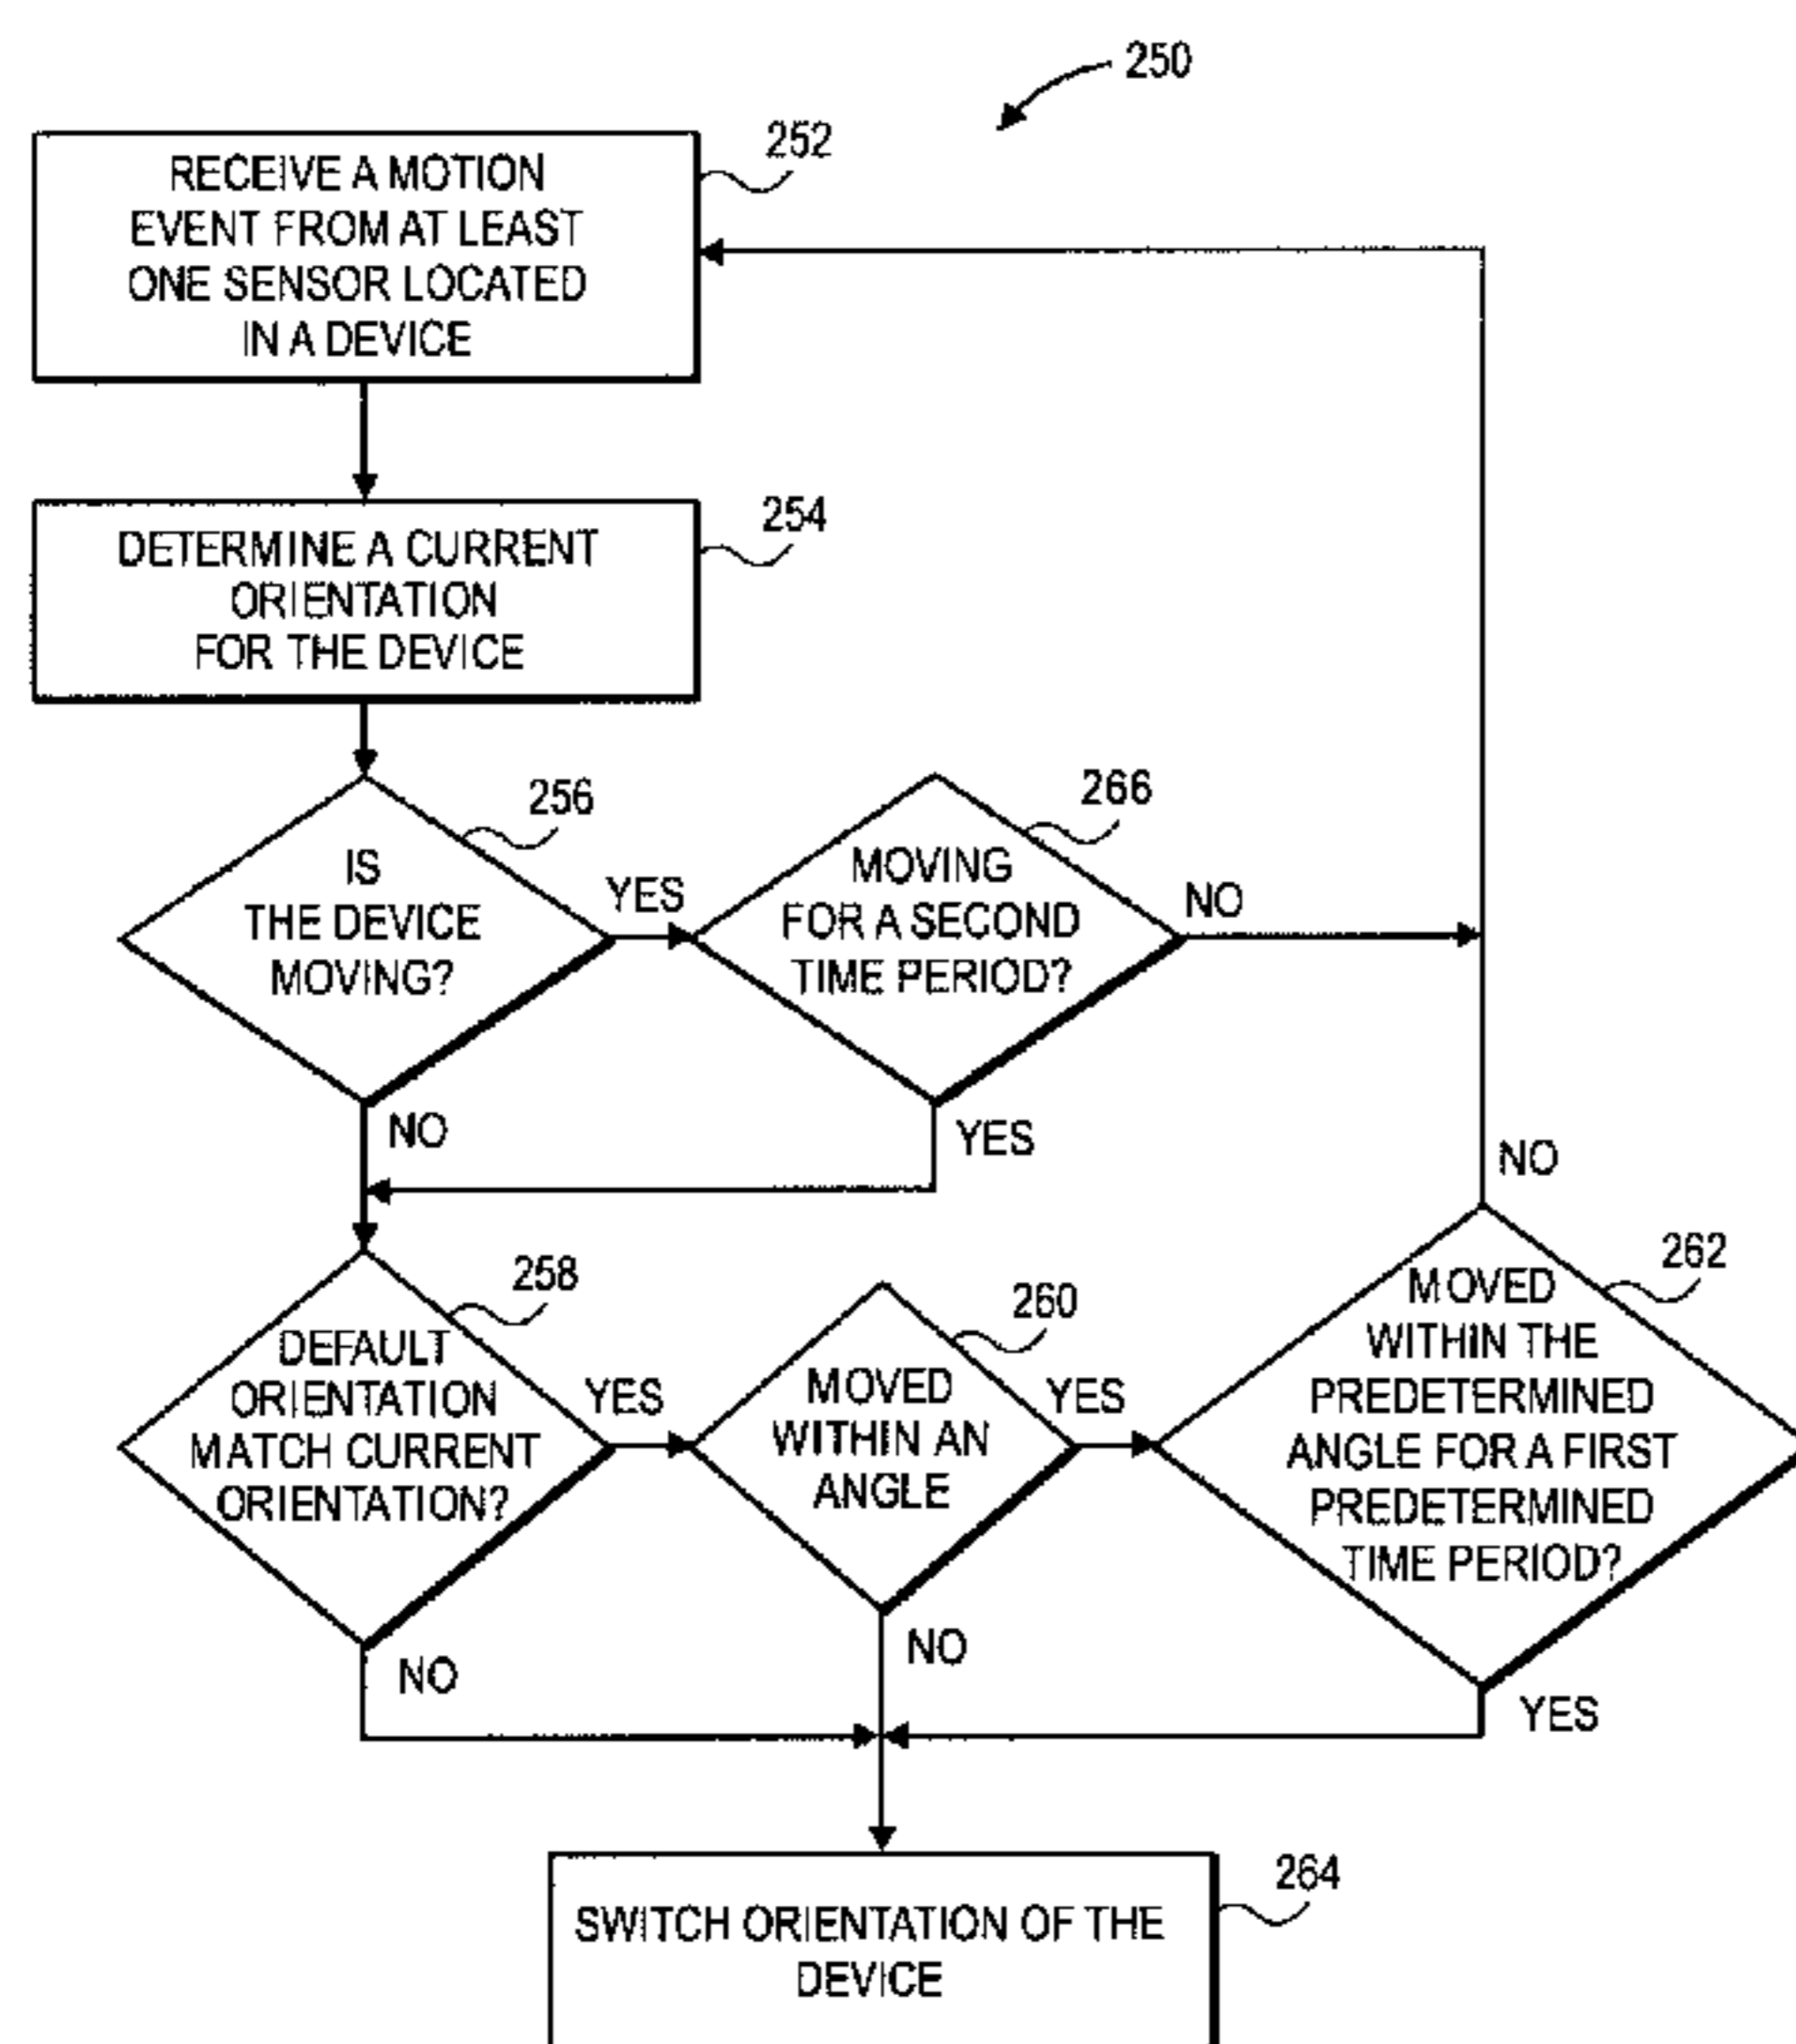 250
252
RECEIVE A MOTION
EVENT FROM AT LEAST
ONE SENSOR LOCATED
IN A DEVICE
254
DETERMINE A CURRENT
ORIENTATION
FOR THE DEVICE
256
IS
THE DEVICE
MOVING?
YES
NO
266
MOVING
FOR A SECOND
TIME PERIOD?
NO
YES
258
DEFAULT
ORIENTATION
MATCH CURRENT
ORIENTATION?
YES
NO
260
MOVED
WITHIN AN
ANGLE
YES
NO
262
MOVED
WITHIN THE
PREDETERMINED
ANGLE FOR A FIRST
PREDETERMINED
TIME PERIOD?
NO
YES
264
SWITCH ORIENTATION OF THE
DEVICE